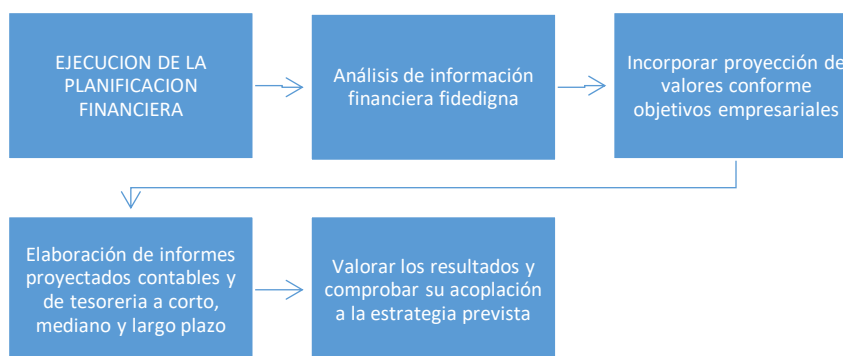 EJECUCION DE LA
PLANIFICACION
FINANCIERA
Análisis de información
financiera fidedigna
Incorporar proyección de
valores conforme
objetivos empresariales
Elaboración de informes
proyectados contables y
de tesoreria a corto,
mediano y largo plazo
Valorar los resultados y
comprobar su acoplación
a la estrategia prevista